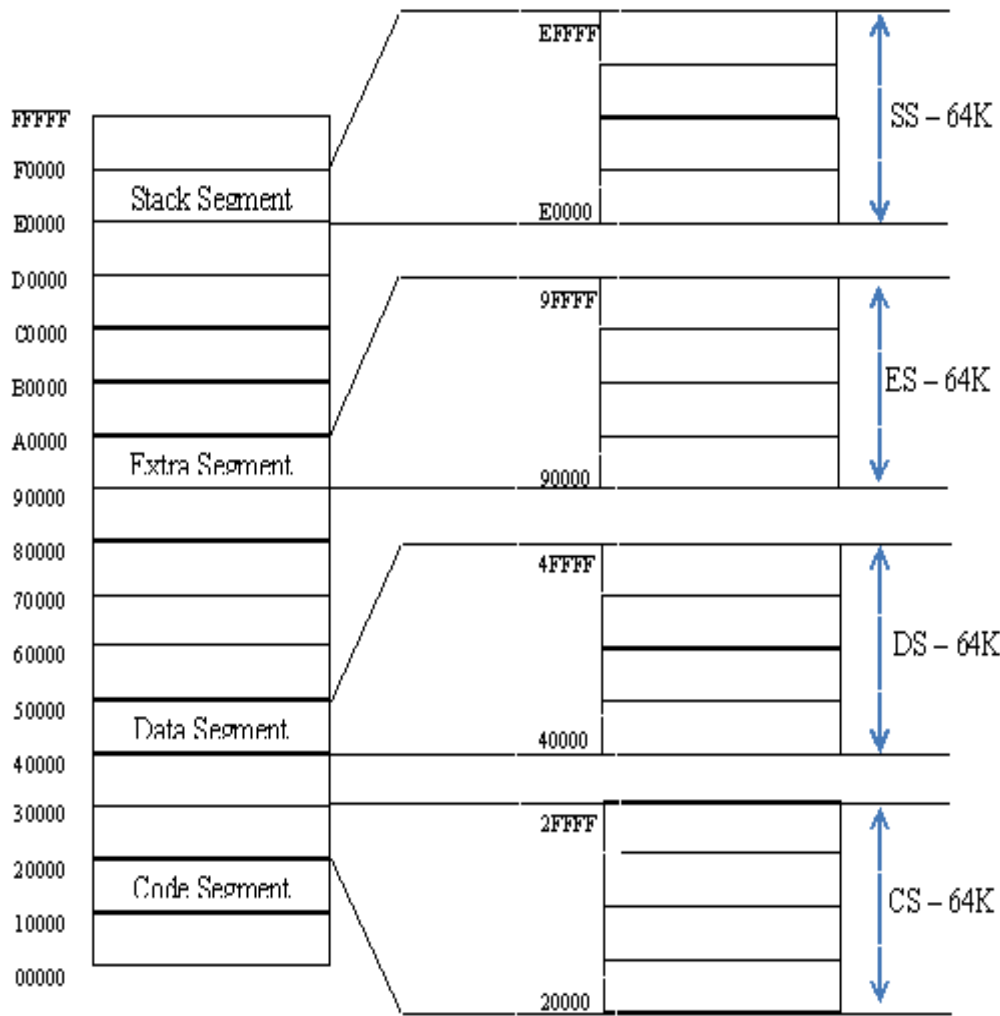 FFFFF
F0000
Stack Segment
E0000
D0000
C0000
B0000
A0000
Extra Segment
90000
80000
70000
60000
50000
Data Segment
40000
30000
20000
Code Segment
10000
00000
EFFFF
E0000
SS – 64K
9FFFF
90000
ES – 64K
4FFFF
40000
DS – 64K
2FFFF
20000
CS – 64K